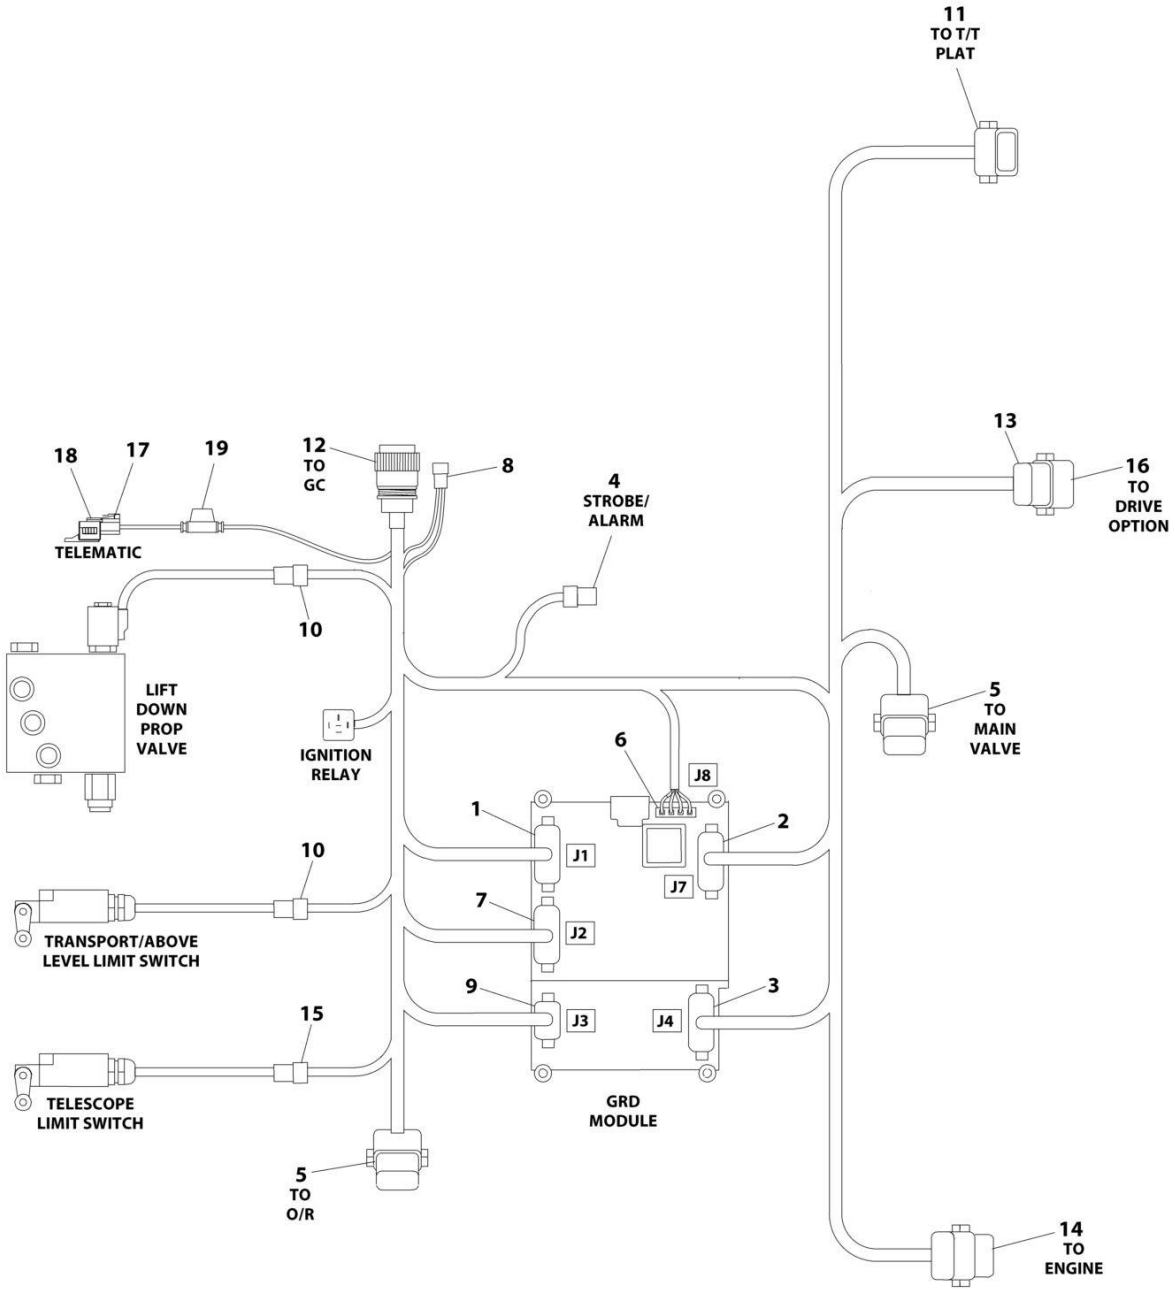 11
TO T/T
PLAT
13
16
TO
DRIVE
OPTION
18
17
19
12
TO
GC
8
4
STROBE/
ALARM
TELEMATIC
10
LIFT
DOWN
PROP
VALVE
IGNITION
RELAY
5
TO
MAIN
VALVE
6
J8
1
J1
2
J7
10
7
J2
TRANSPORT/ABOVE
LEVEL LIMIT SWITCH
9
J3
3
J4
15
TELESCOPE
LIMIT SWITCH
GRD
MODULE
5
TO
O/R
14
TO
ENGINE